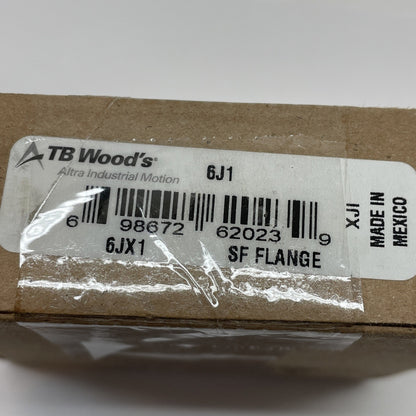 TB Wood's®
Altra Industrial Motion
6J1
6 98672 62023 9
6JX1
SF FLANGE
XJI
MADE IN
MEXICO